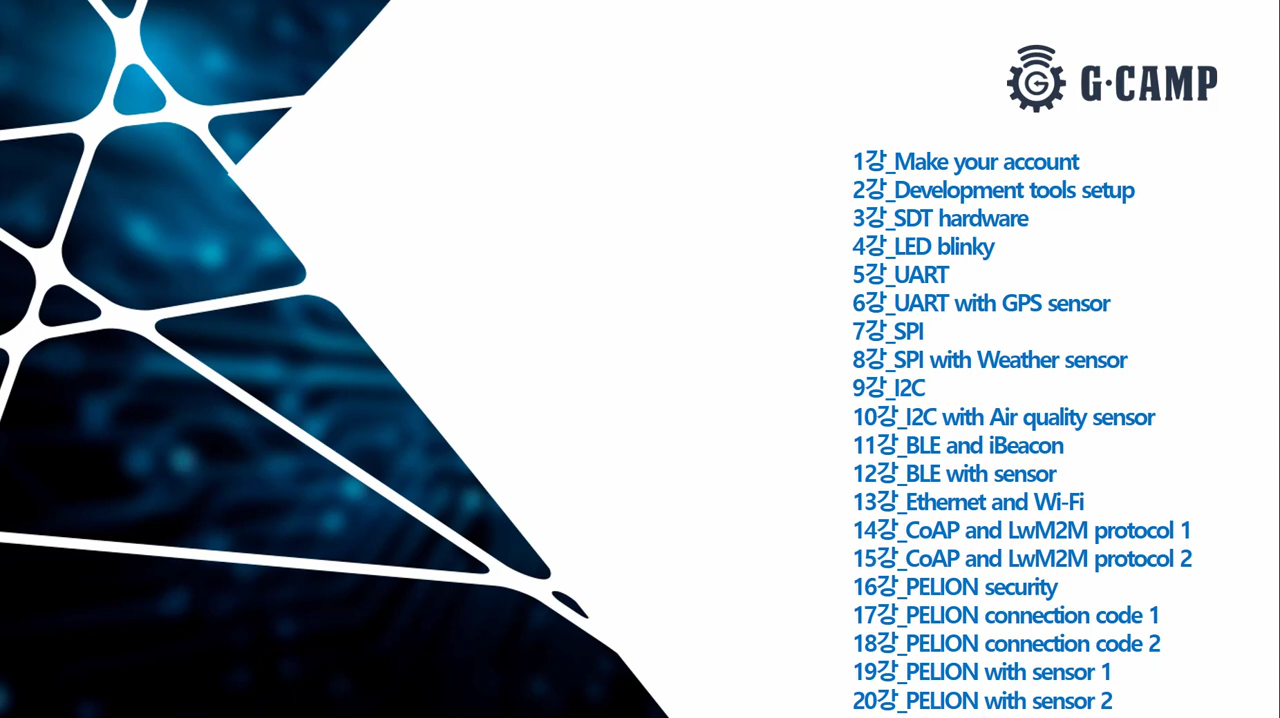 G·CAMP
1강_Make your account
2강_Development tools setup
3강_SDT hardware
4강_LED blinky
5강_UART
6강_UART with GPS sensor
7강_SPI
8강_SPI with Weather sensor
9강_I2C
10강_I2C with Air quality sensor
11강_BLE and iBeacon
12강_BLE with sensor
13강_Ethernet and Wi-Fi
14강_CoAP and LwM2M protocol 1
15강_CoAP and LwM2M protocol 2
16강_PELION security
17강_PELION connection code 1
18강_PELION connection code 2
19강_PELION with sensor 1
20강_PELION with sensor 2